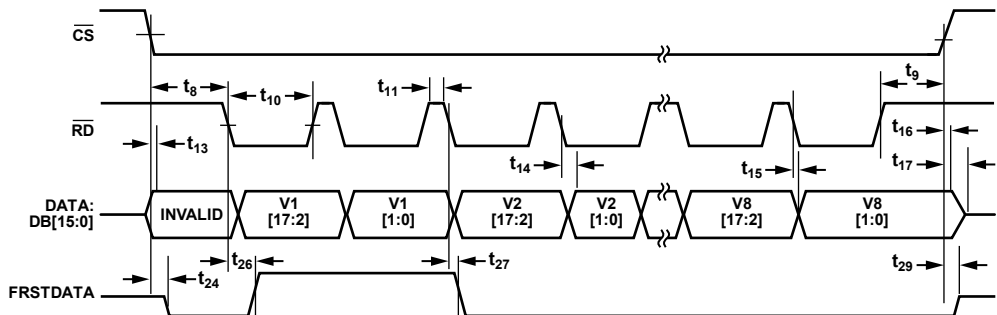 CS
t8
t9
t10
t11
RD
t13
t14
t15
t16
t17
DATA:
DB[15:0]
INVALID
V1
[17:2]
V1
[1:0]
V2
[17:2]
V2
[1:0]
V8
[17:2]
V8
[1:0]
t24
t26
t27
t29
FRSTDATA